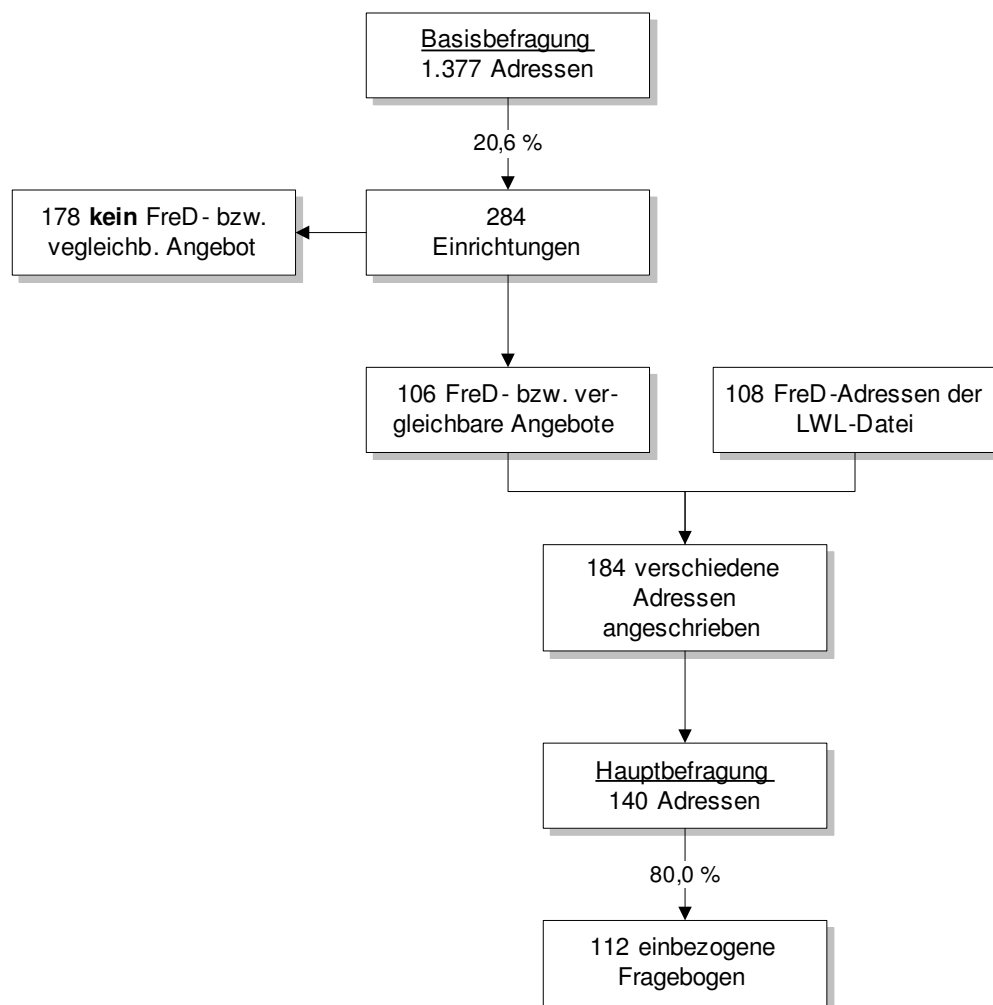 Basisbefragung
1.377 Adressen
20,6 %
178 kein FreD- bzw.
vegleichb. Angebot
284
Einrichtungen
106 FreD- bzw. ver-
gleichbare Angebote
108 FreD-Adressen der
LWL-Datei
184 verschiedene
Adressen
angeschrieben
Hauptbefragung
140 Adressen
80,0 %
112 einbezogene
Fragebogen